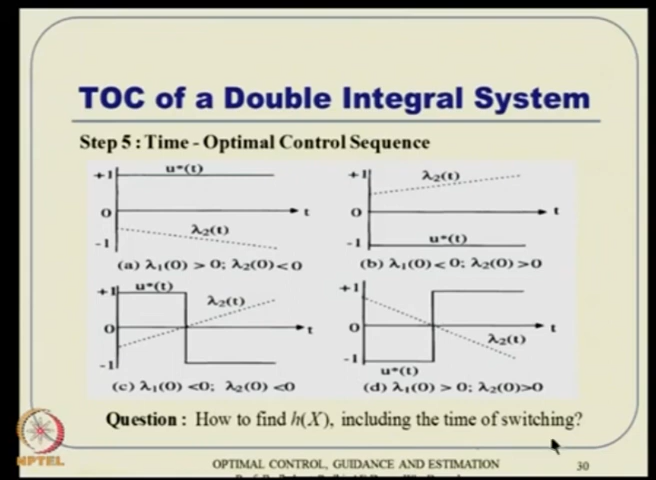 TOC of a Double Integral System
Step 5 : Time - Optimal Control Sequence
+1 u*(t)
0 t
λ₂(t)
-1
(a) λ₁(0) > 0; λ₂(0) < 0
+1 λ₂(t)
0 t
-1 u*(t)
(b) λ₁(0) < 0; λ₂(0) > 0
+1 u*(t) λ₂(t)
0 t
-1
(c) λ₁(0) < 0; λ₂(0) < 0
+1
0 t
λ₂(t)
-1
u*(t)
(d) λ₁(0) > 0; λ₂(0) > 0
Question : How to find h(X), including the time of switching?
NPTEL
OPTIMAL CONTROL, GUIDANCE AND ESTIMATION
30